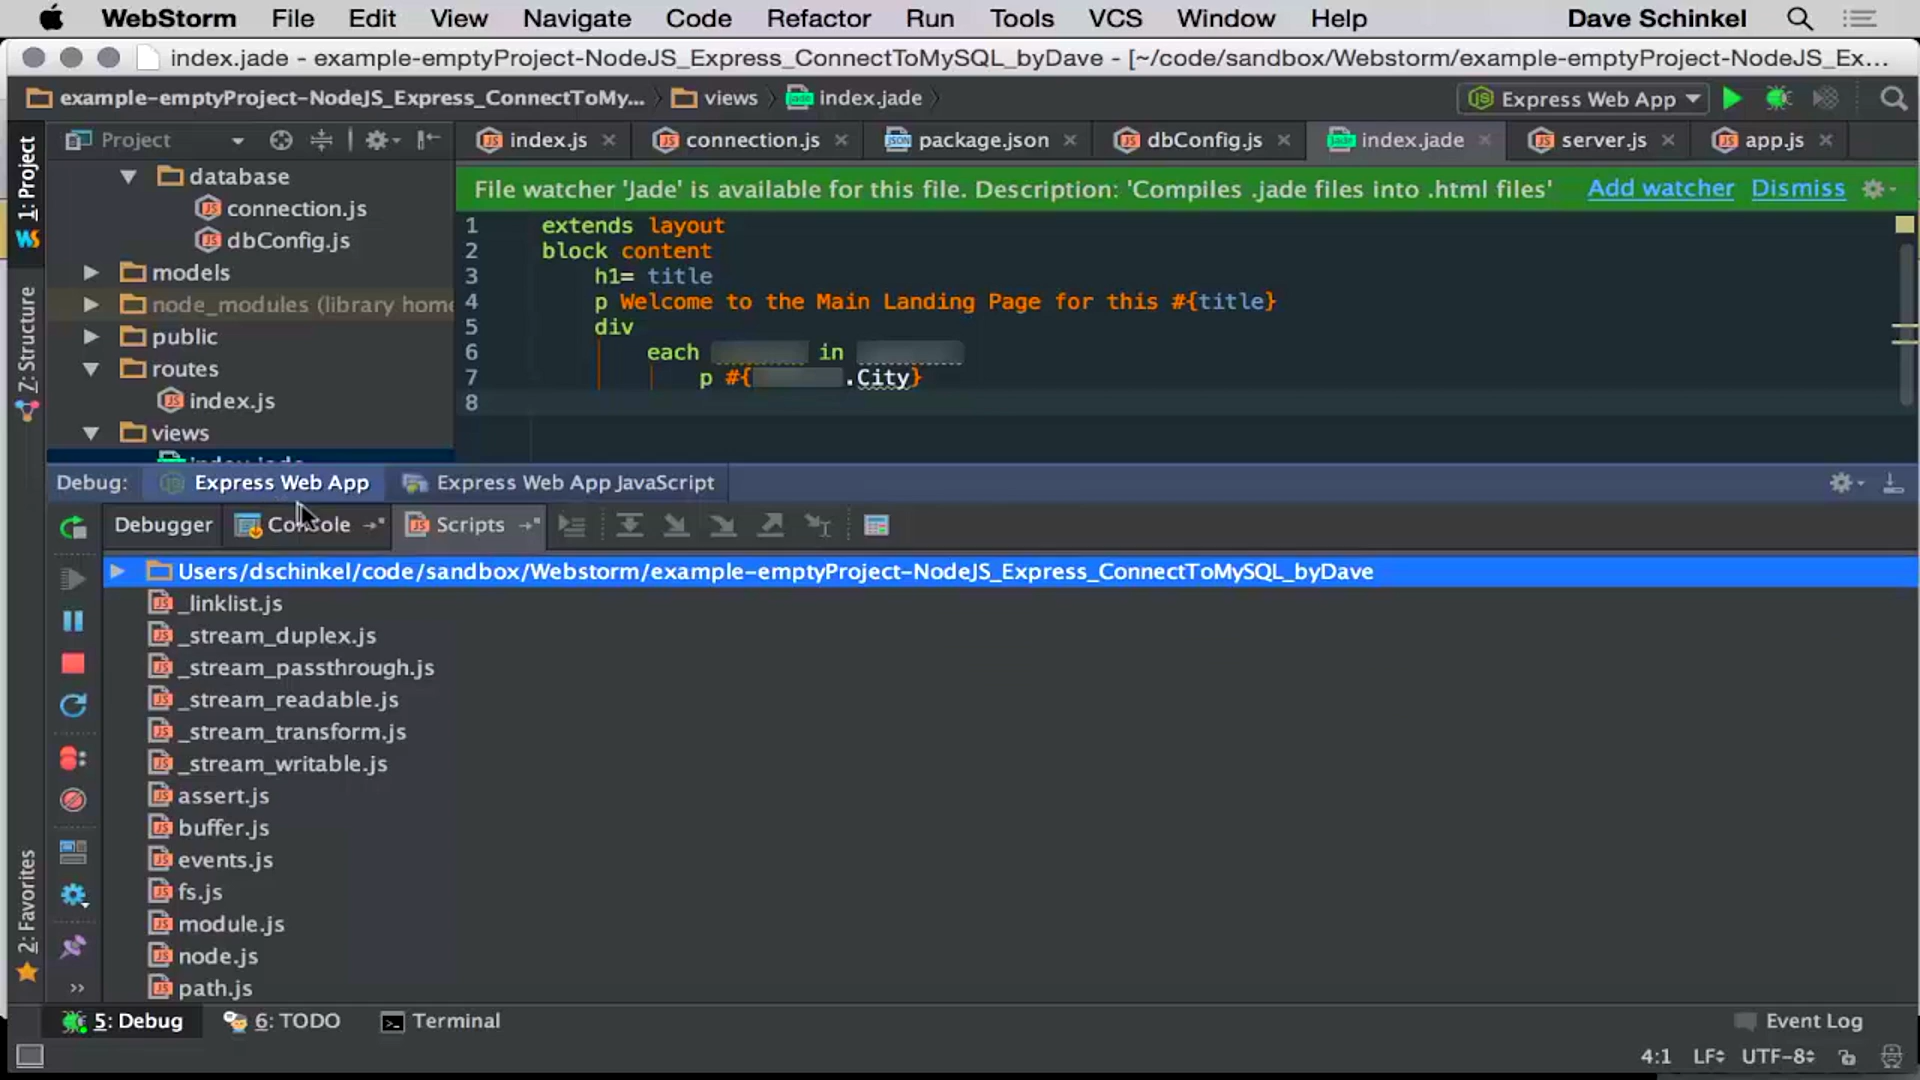 WebStorm File Edit View Navigate Code Refactor Run Tools VCS Window Help Dave Schinkel
index.jade - example-emptyProject-NodeJS_Express_ConnectToMySQL_byDave - [~/code/sandbox/Webstorm/example-emptyProject-NodeJS_Ex...
example-emptyProject-NodeJS_Express_ConnectToMy... views index.jade Express Web App
Project index.js connection.js package.json dbConfig.js index.jade server.js app.js
1: Project
7: Structure
2: Favorites
database
connection.js
dbConfig.js
models
node_modules (library home
public
routes
index.js
views
index.jade
File watcher 'Jade' is available for this file. Description: 'Compiles .jade files into .html files' Add watcher Dismiss
1 extends layout
2 block content
3 h1= title
4 p Welcome to the Main Landing Page for this #{title}
5 div
6 each in
7 p #{ .City}
8
Debug: Express Web App Express Web App JavaScript
Debugger Console Scripts
Users/dschinkel/code/sandbox/Webstorm/example-emptyProject-NodeJS_Express_ConnectToMySQL_byDave
_linklist.js
_stream_duplex.js
_stream_passthrough.js
_stream_readable.js
_stream_transform.js
_stream_writable.js
assert.js
buffer.js
events.js
fs.js
module.js
node.js
path.js
5: Debug 6: TODO Terminal Event Log
4:1 LF UTF-8